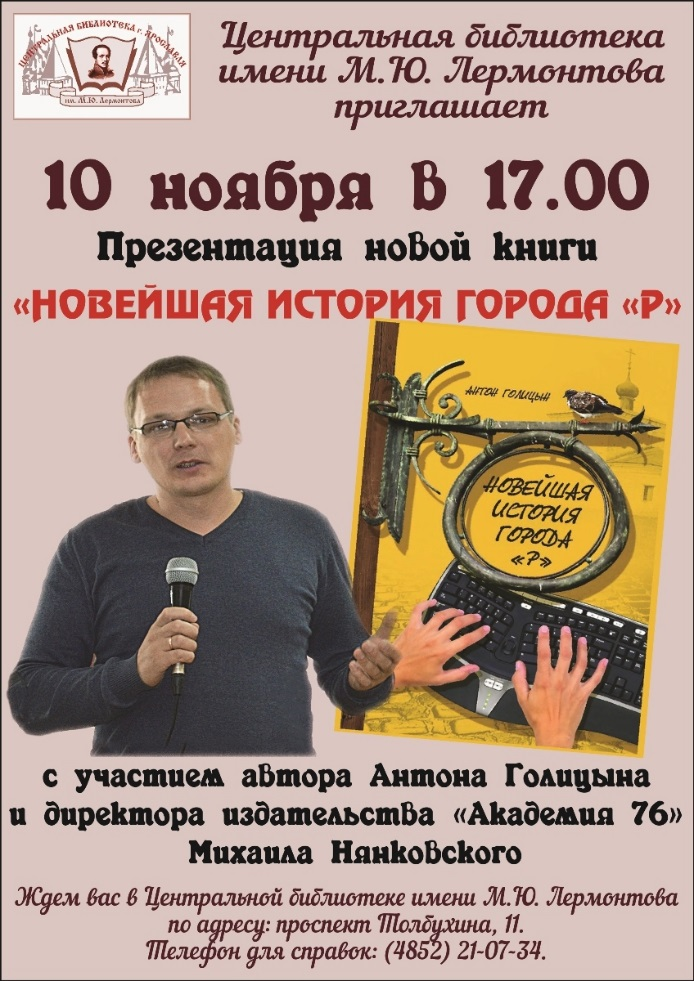 ЦЕНТРАЛЬНАЯ БИБЛИОТЕКА г. ЯРОСЛАВЛЯ
им. М.Ю. Лермонтова
Центральная библиотека
имени М.Ю. Лермонтова
приглашает
10 ноября в 17.00
Презентация новой книги
«НОВЕЙШАЯ ИСТОРИЯ ГОРОДА «Р»
АНТОН ГОЛИЦЫН
НОВЕЙШАЯ
ИСТОРИЯ
ГОРОДА
«Р»
с участием автора Антона Голицына
и директора издательства «Академия 76»
Михаила Нянковского
Ждем вас в Центральной библиотеке имени М.Ю. Лермонтова
по адресу: проспект Толбухина, 11.
Телефон для справок: (4852) 21-07-34.